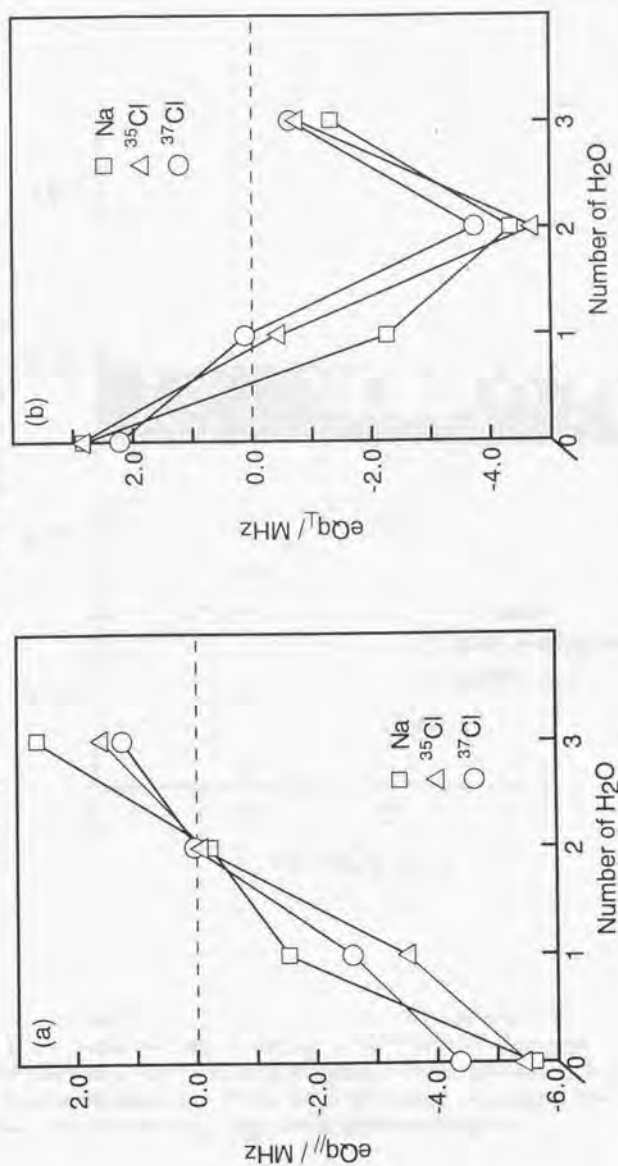 (a)
eQq// / MHz
2.0
0.0
-2.0
-4.0
-6.0
□ Na
△ 35Cl
○ 37Cl
0 1 2 3
Number of H2O
(b)
eQq⊥ / MHz
2.0
0.0
-2.0
-4.0
□ Na
△ 35Cl
○ 37Cl
0 1 2 3
Number of H2O